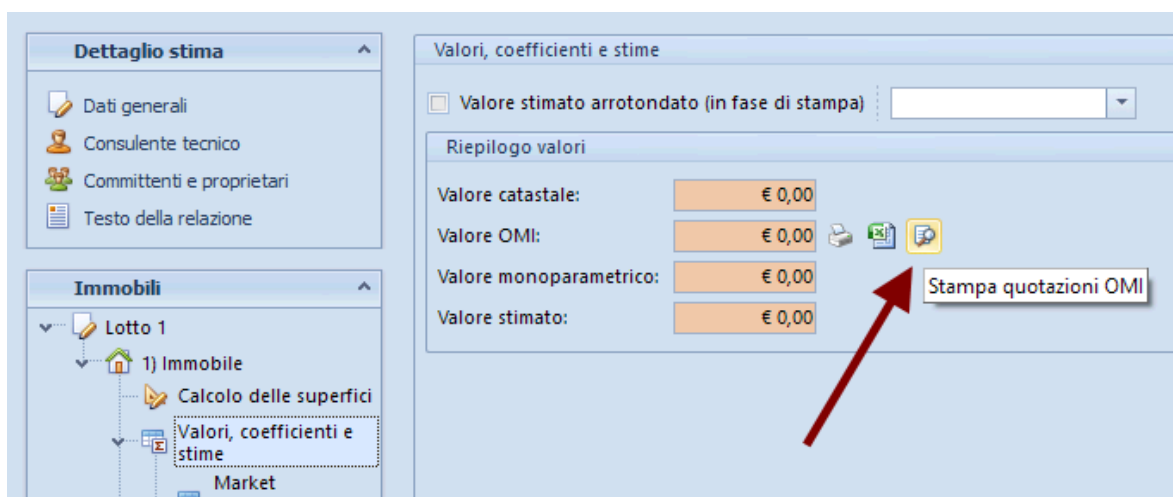 Dettaglio stima
Dati generali
Consulente tecnico
Committenti e proprietari
Testo della relazione
Immobili
Lotto 1
1) Immobile
Calcolo delle superfici
Valori, coefficienti e
stime
Market
Valori, coefficienti e stime
Valore stimato arrotondato (in fase di stampa)
Riepilogo valori
Valore catastale: € 0,00
Valore OMI: € 0,00
Stampa quotazioni OMI
Valore monoparametrico: € 0,00
Valore stimato: € 0,00